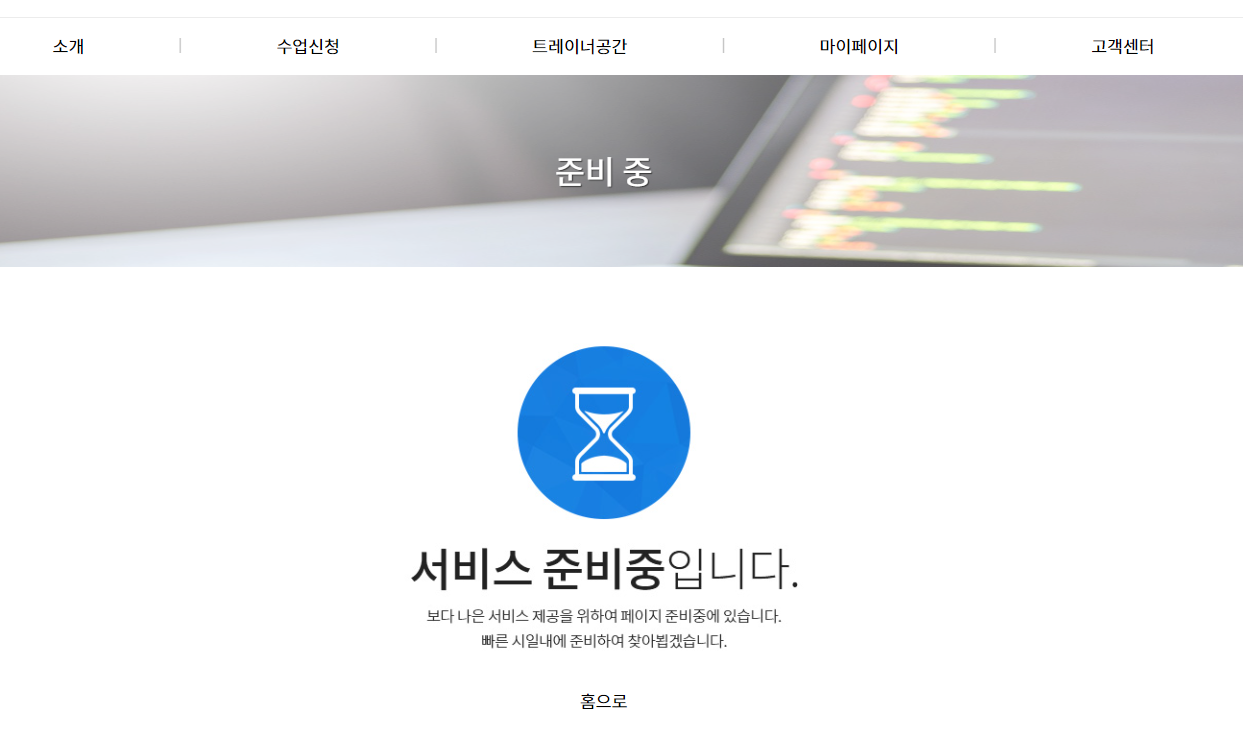 소개 | 수업신청 | 트레이너공간 | 마이페이지 | 고객센터
준비 중
서비스 준비중입니다.
보다 나은 서비스 제공을 위하여 페이지 준비중에 있습니다.
빠른 시일내에 준비하여 찾아뵙겠습니다.
홈으로